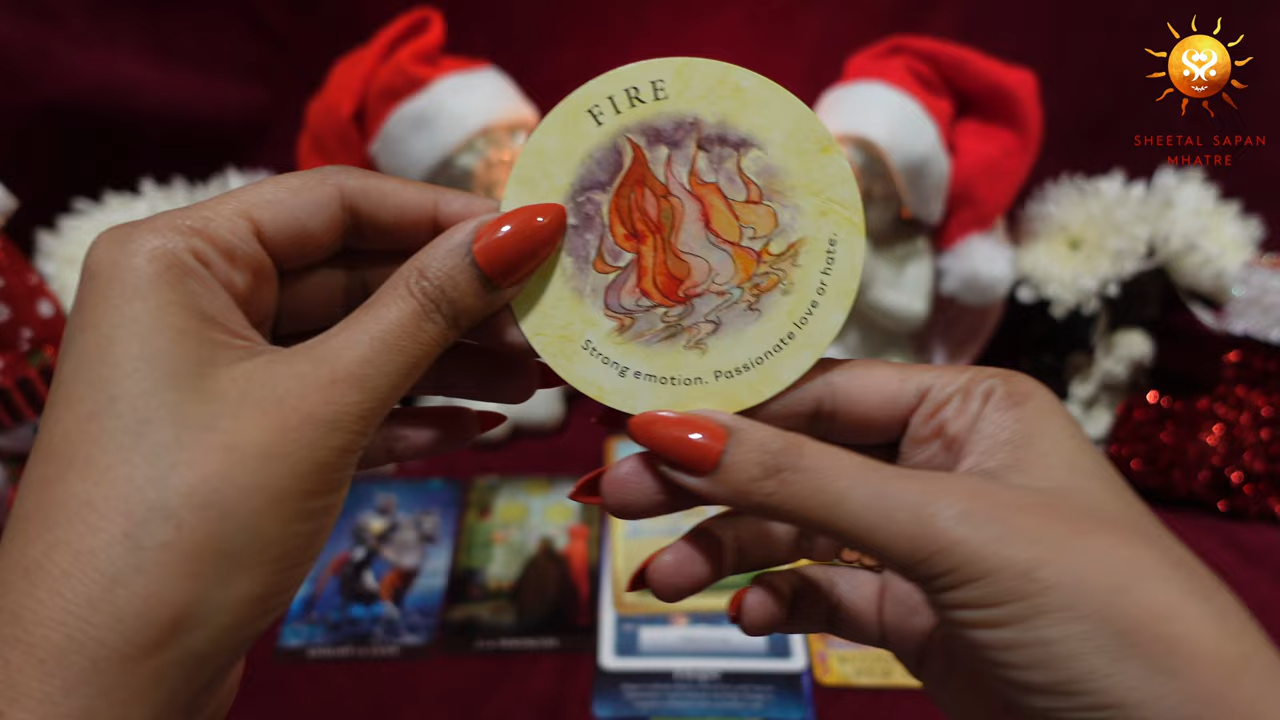 FIRE
Strong emotion. Passionate love or hate.
SHEETAL SAPAN
MHATRE